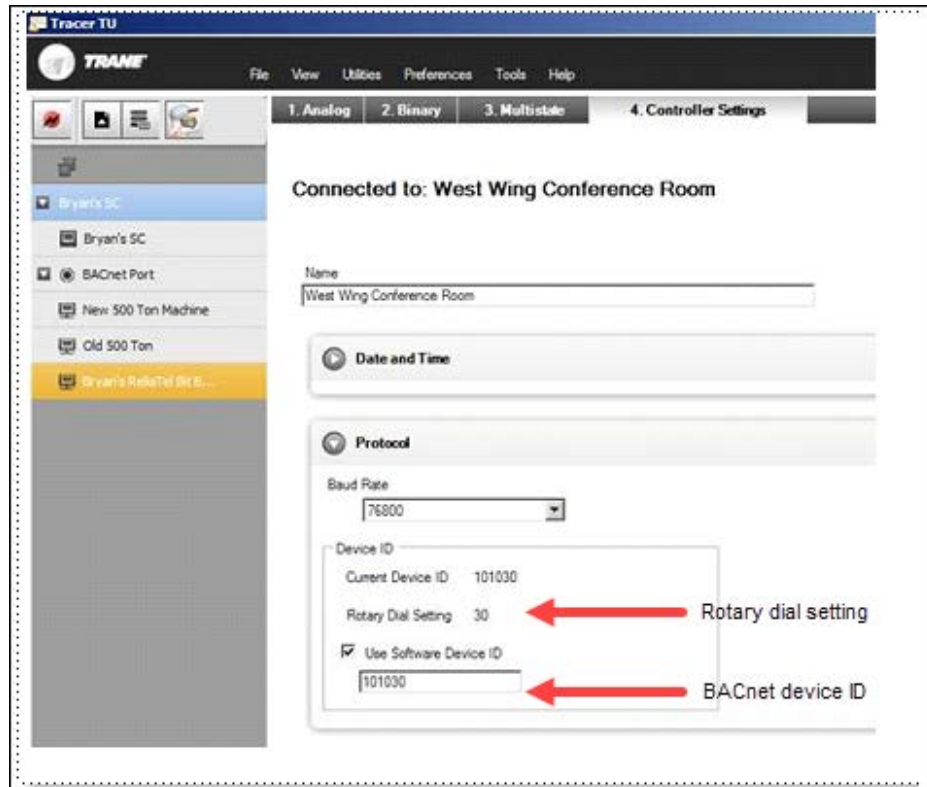 Tracer TU
TRANE
File View Utilities Preferences Tools Help
1. Analog 2. Binary 3. Multistate 4. Controller Settings
Connected to: West Wing Conference Room
Bryan's SC
Bryan's SC
BACnet Port
New 500 Ton Machine
Old 500 Ton
Bryan's ReliaTel Bit B...
Name
West Wing Conference Room
Date and Time
Protocol
Baud Rate
76800
Device ID
Current Device ID 101030
Rotary Dial Setting 30
Rotary dial setting
Use Software Device ID
101030
BACnet device ID